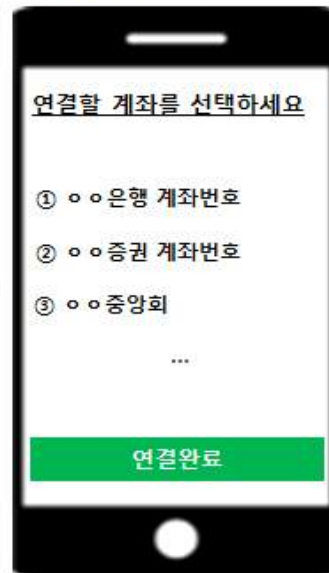 연결할 계좌를 선택하세요
① ㅇㅇ은행 계좌번호
② ㅇㅇ증권 계좌번호
③ ㅇㅇ중앙회
...
연결완료